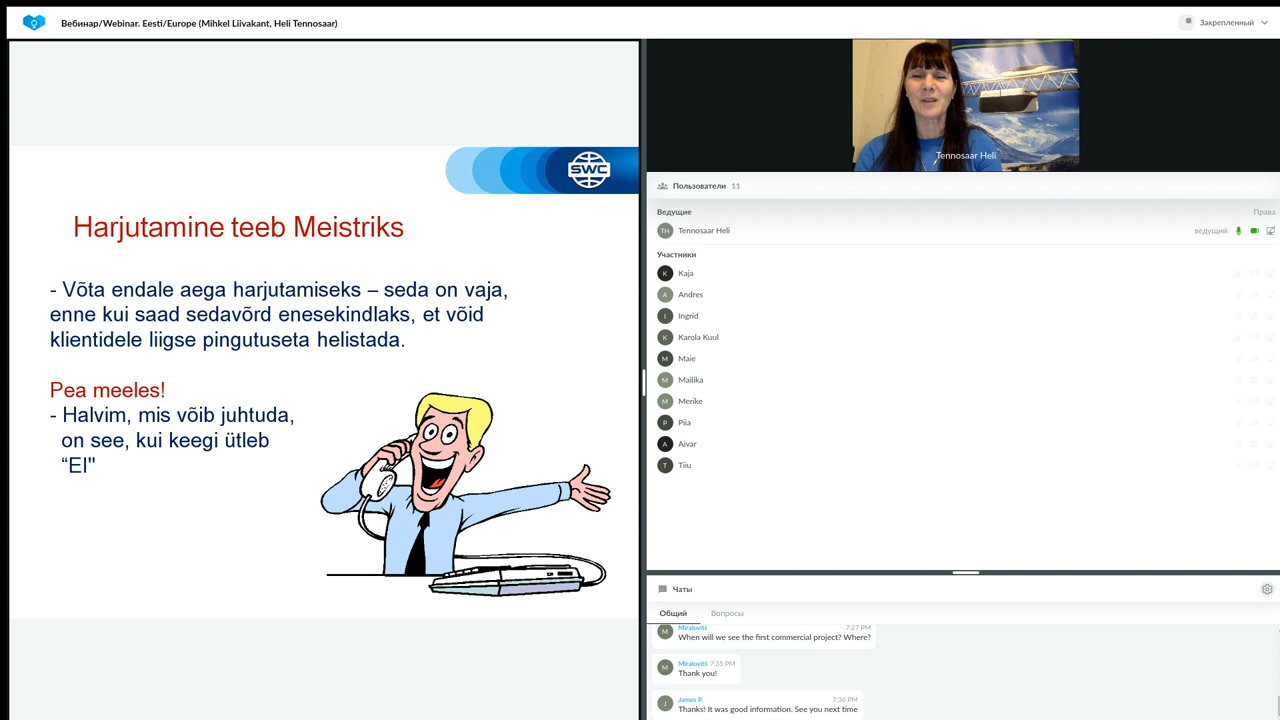 Вебинар/Webinar. Eesti/Europe (Mihkel Liivakant, Heli Tennosaar)
Закрепленный
SWC
Harjutamine teeb Meistriks
- Võta endale aega harjutamiseks – seda on vaja,
enne kui saad sedavõrd enesekindlaks, et võid
klientidele liigse pingutuseta helistada.
Pea meeles!
- Halvim, mis võib juhtuda,
on see, kui keegi ütleb
“EI"
Tennosaar Heli
Пользователи 11
Ведущие Права
TH Tennosaar Heli ведущий
Участники
K Kaja
A Andres
I Ingrid
K Karola Kuul
M Maie
M Mailika
M Merike
P Piia
A Aivar
T Tiiu
Чаты
Общий Вопросы
Miralovitš 7:27 PM
M When will we see the first commercial project? Where?
Miralovitš 7:35 PM
M Thank you!
James P. 7:36 PM
J Thanks! It was good information. See you next time